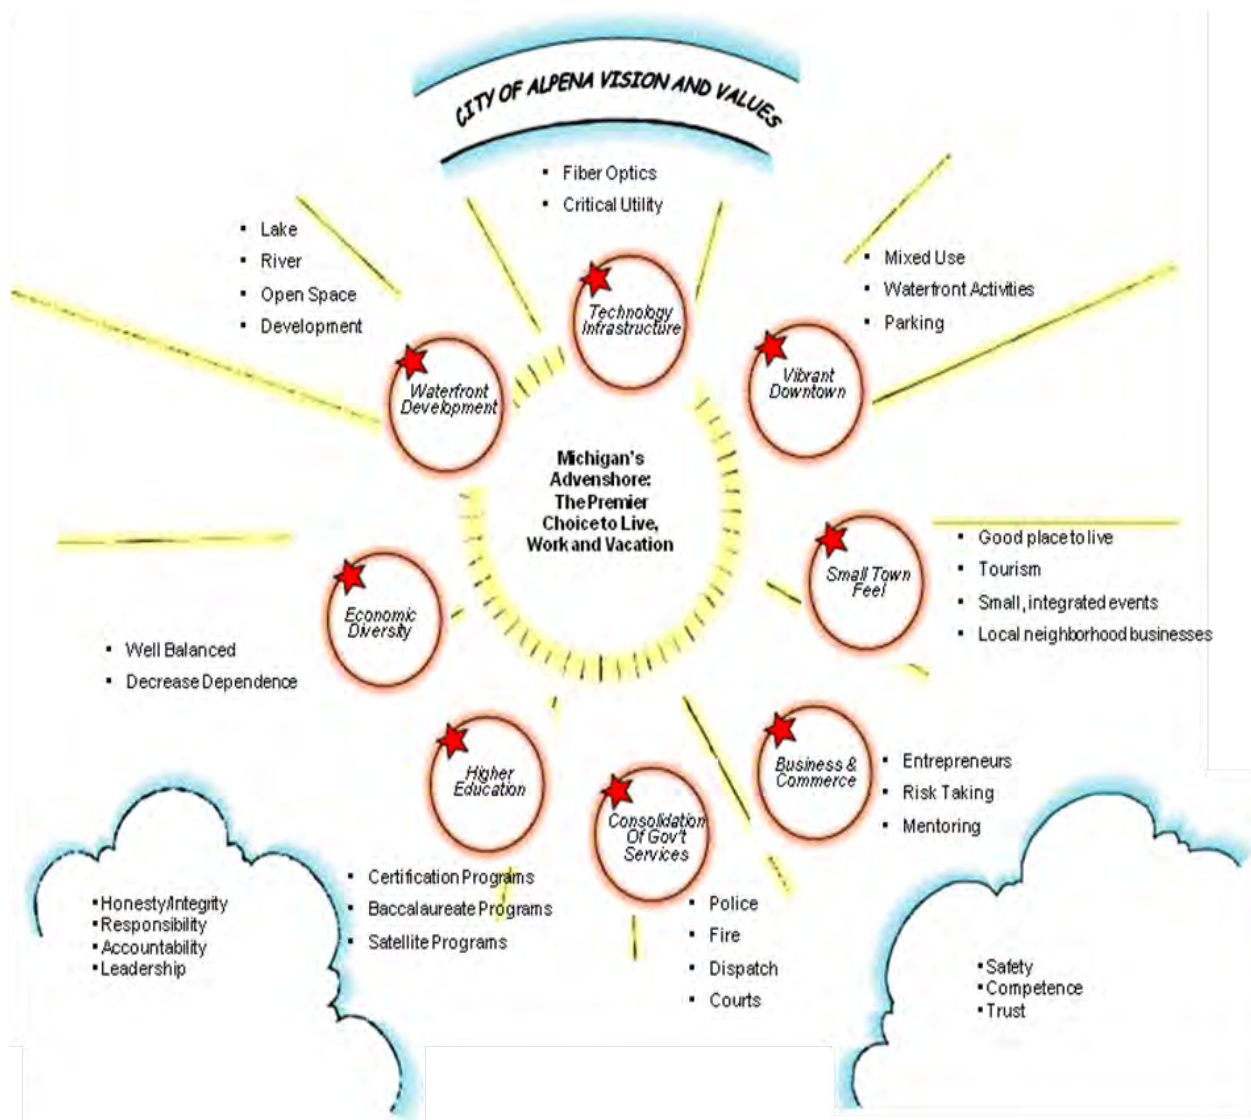 CITY OF ALPENA VISION AND VALUES
▪ Fiber Optics
▪ Critical Utility
Technology
Infrastructure
▪ Lake
▪ River
▪ Open Space
▪ Development
Waterfront
Development
▪ Mixed Use
▪ Waterfront Activities
▪ Parking
Vibrant
Downtown
Michigan's
Advenshore:
The Premier
Choice to Live,
Work and Vacation
▪ Good place to live
▪ Tourism
▪ Small, integrated events
▪ Local neighborhood businesses
Small Town
Feel
Economic
Diversity
▪ Well Balanced
▪ Decrease Dependence
Business &
Commerce
▪ Entrepreneurs
▪ Risk Taking
▪ Mentoring
Higher
Education
▪ Certification Programs
▪ Baccalaureate Programs
▪ Satellite Programs
Consolidation
Of Gov't
Services
▪ Police
▪ Fire
▪ Dispatch
▪ Courts
▪ Honesty/Integrity
▪ Responsibility
▪ Accountability
▪ Leadership
▪ Safety
▪ Competence
▪ Trust